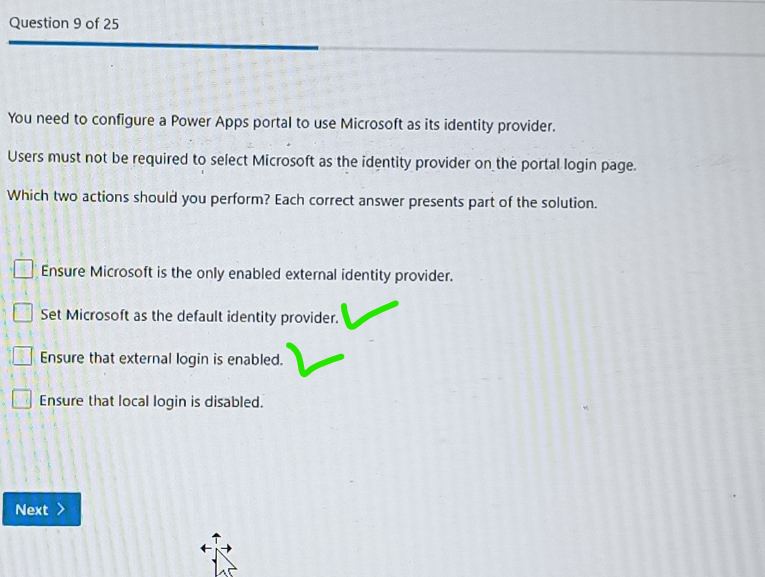 Question 9 of 25
You need to configure a Power Apps portal to use Microsoft as its identity provider.
Users must not be required to select Microsoft as the identity provider on the portal login page.
Which two actions should you perform? Each correct answer presents part of the solution.
Ensure Microsoft is the only enabled external identity provider.
Set Microsoft as the default identity provider.
Ensure that external login is enabled.
Ensure that local login is disabled.
Next >